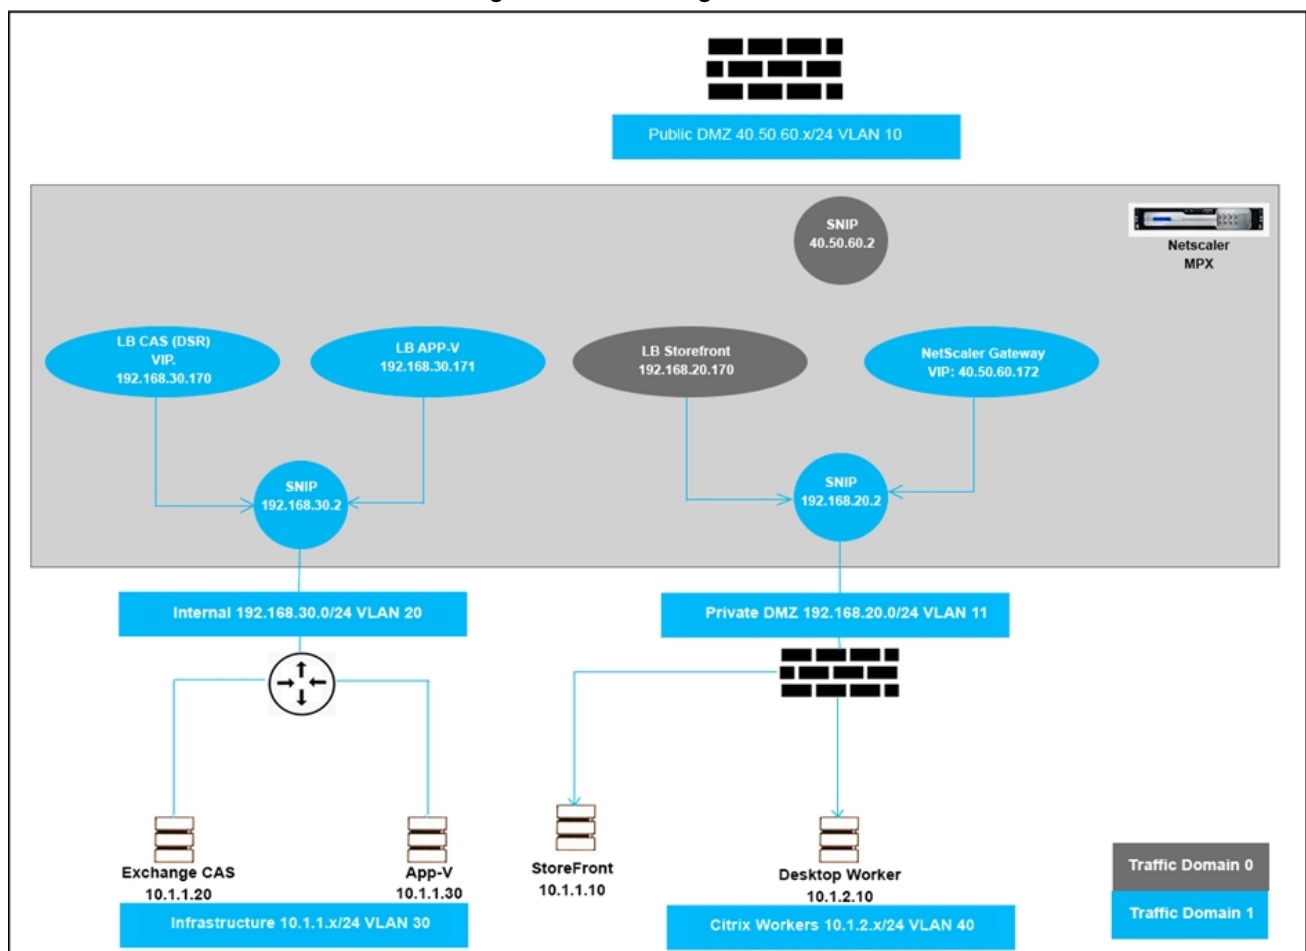 Public DMZ 40.50.60.x/24 VLAN 10
SNIP
40.50.60.2
Netscaler
MPX
LB CAS (DSR)
VIP.
192.168.30.170
LB APP-V
192.168.30.171
LB Storefront
192.168.20.170
NetScaler Gateway
VIP: 40.50.60.172
SNIP
192.168.30.2
SNIP
192.168.20.2
Internal 192.168.30.0/24 VLAN 20
Private DMZ 192.168.20.0/24 VLAN 11
Exchange CAS
10.1.1.20
App-V
10.1.1.30
StoreFront
10.1.1.10
Desktop Worker
10.1.2.10
Infrastructure 10.1.1.x/24 VLAN 30
Citrix Workers 10.1.2.x/24 VLAN 40
Traffic Domain 0
Traffic Domain 1